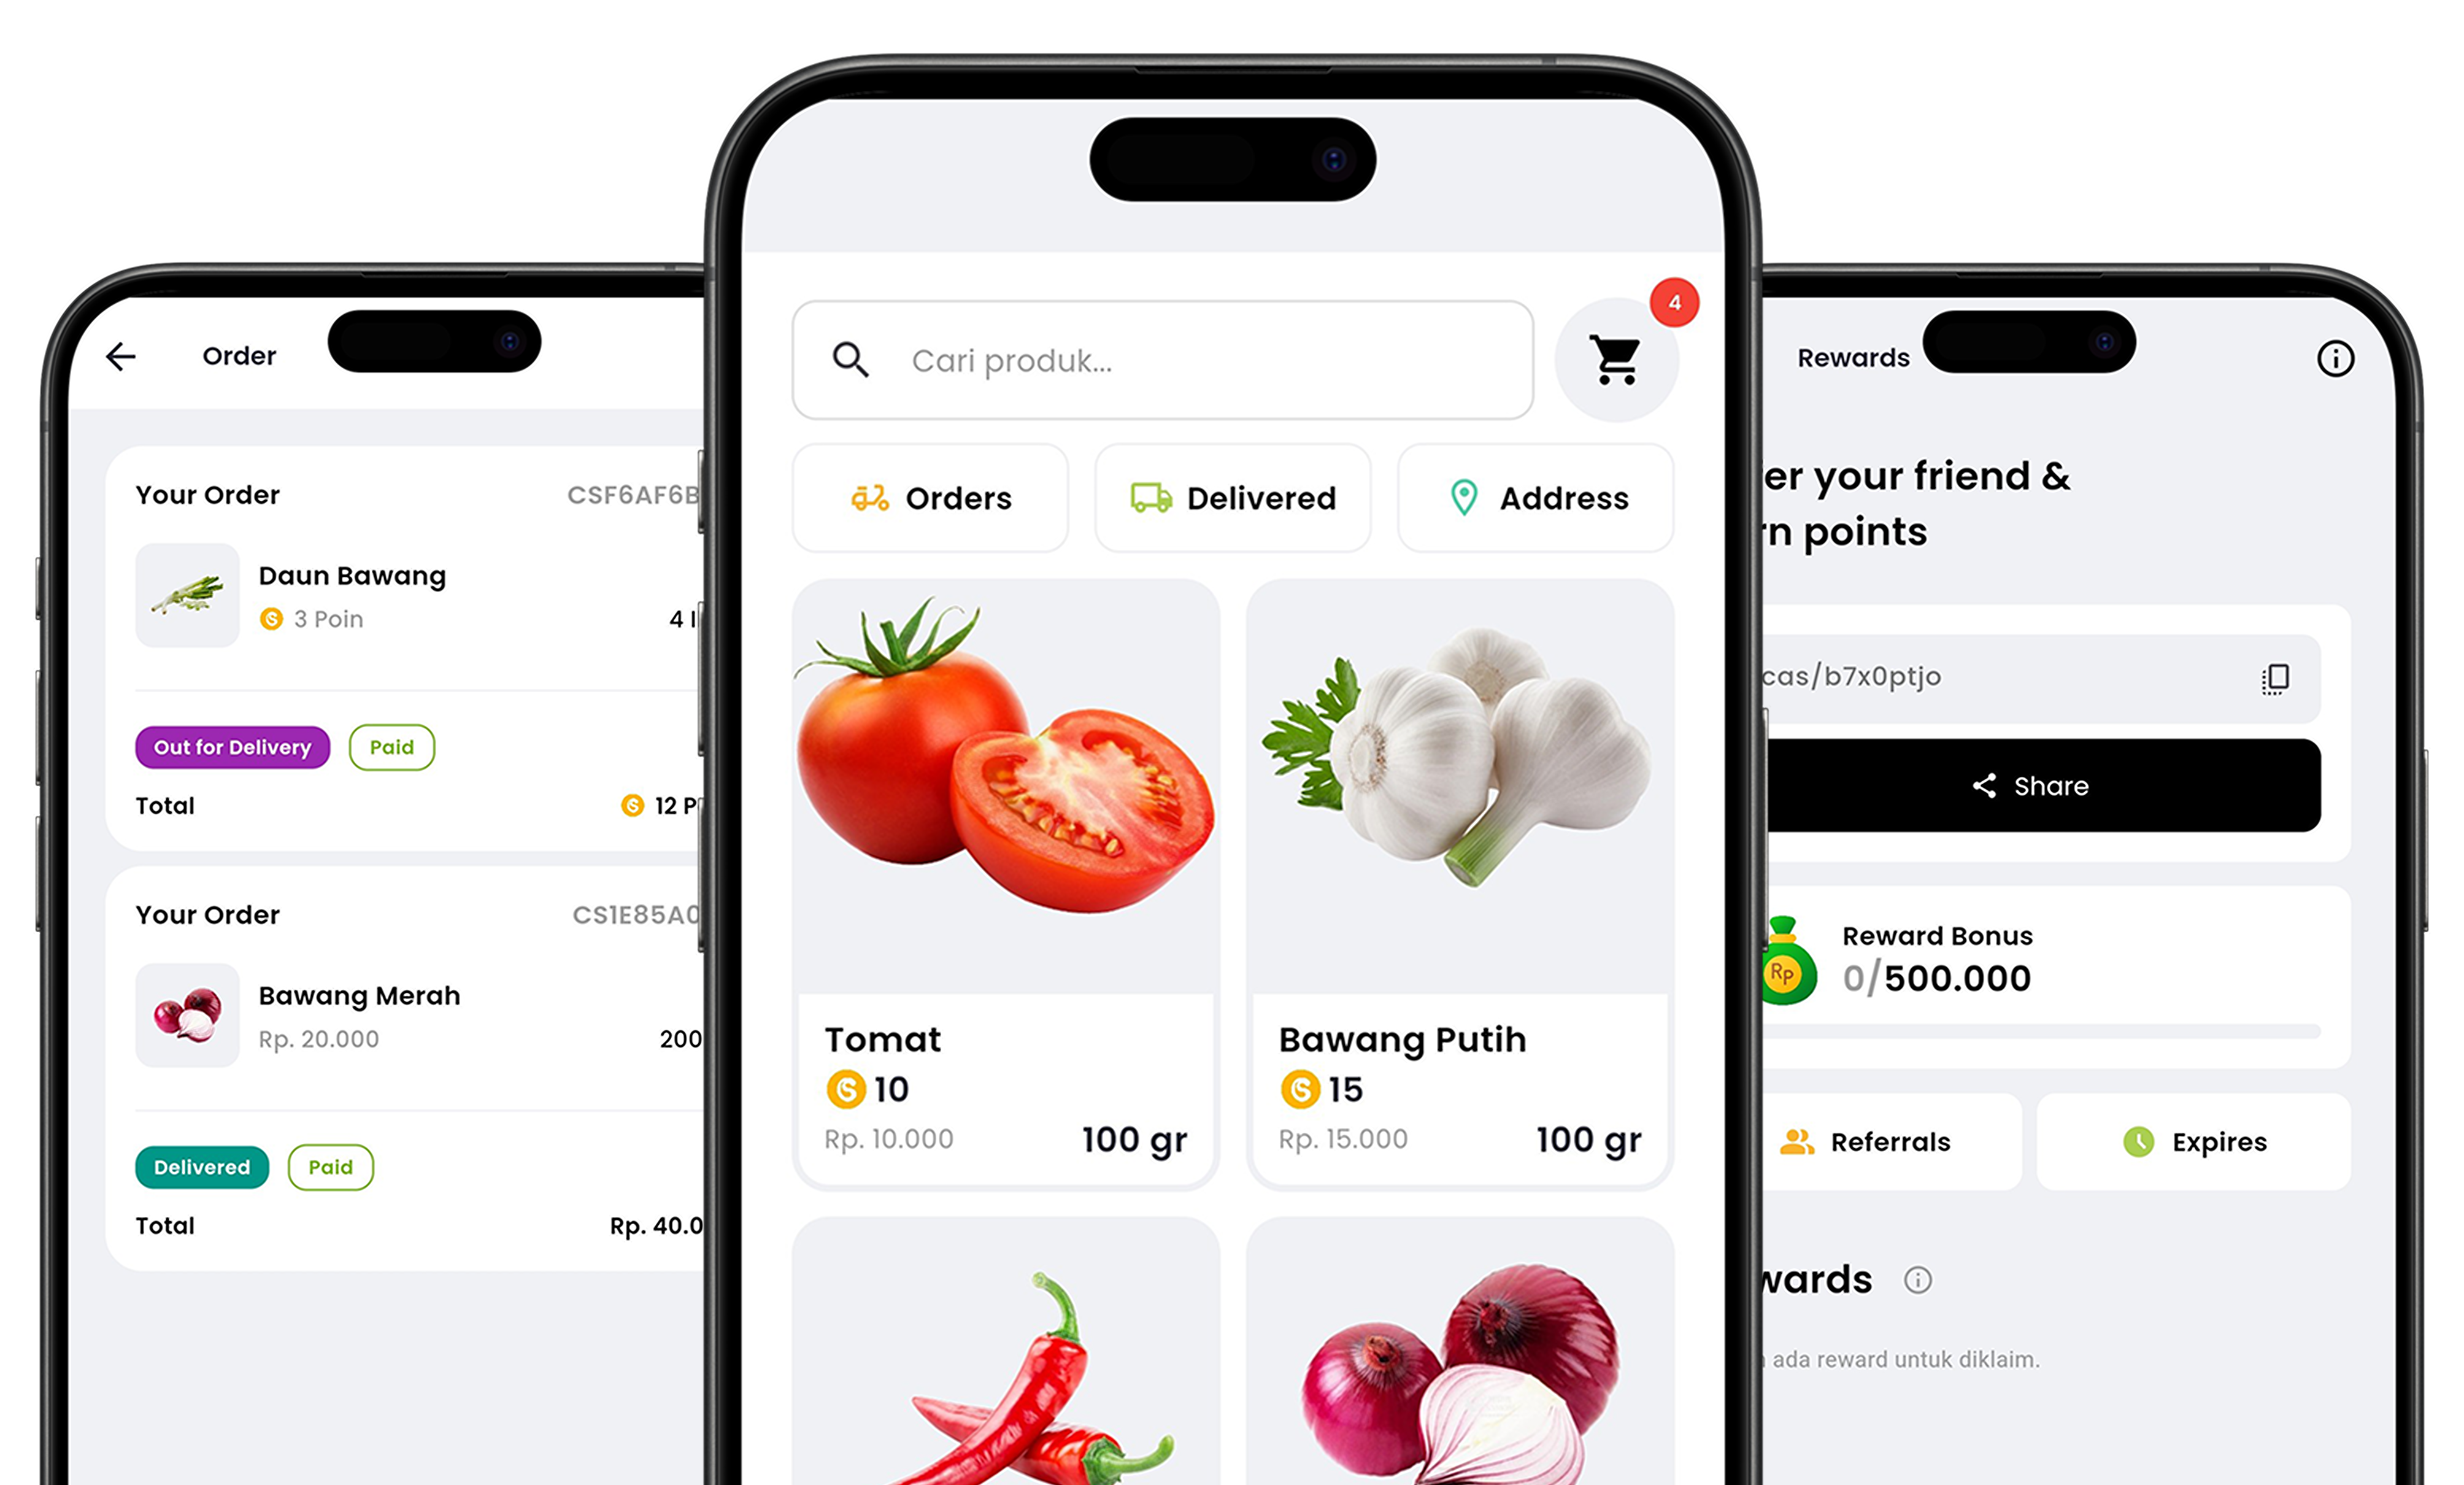 Order
Your Order
CSF6AF6B
Daun Bawang
3 Poin
4
Out for Delivery
Paid
Total
12 P
Your Order
CS1E85A0
Bawang Merah
Rp. 20.000
200
Delivered
Paid
Total
Rp. 40.0
4
Cari produk...
Orders
Delivered
Address
Tomat
10
Rp. 10.000
100 gr
Bawang Putih
15
Rp. 15.000
100 gr
Rewards
er your friend &
rn points
cas/b7x0ptjo
Share
Rp
Reward Bonus
0/500.000
Referrals
Expires
wards
ada reward untuk diklaim.